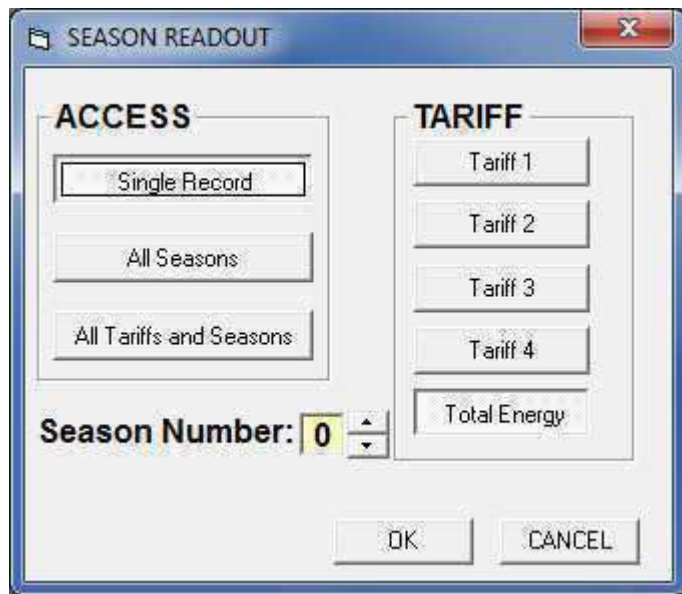 SEASON READOUT
ACCESS
Single Record
All Seasons
All Tariffs and Seasons
Season Number: 0
TARIFF
Tariff 1
Tariff 2
Tariff 3
Tariff 4
Total Energy
OK
CANCEL